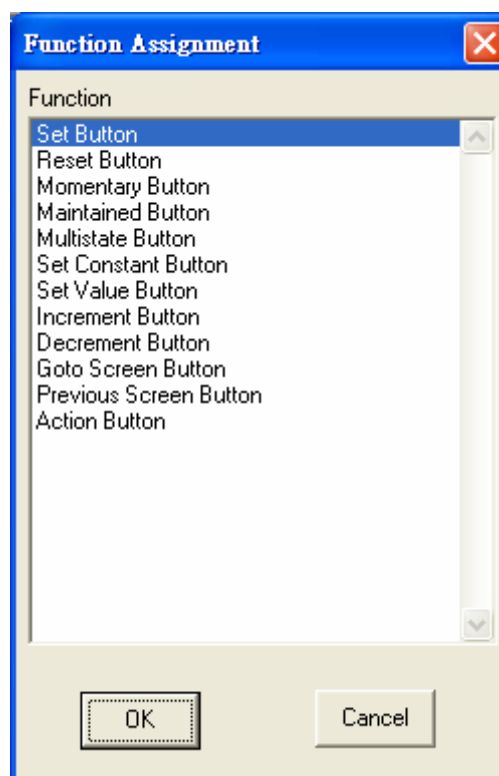 Function Assignment
Function
Set Button
Reset Button
Momentary Button
Maintained Button
Multistate Button
Set Constant Button
Set Value Button
Increment Button
Decrement Button
Goto Screen Button
Previous Screen Button
Action Button
OK
Cancel